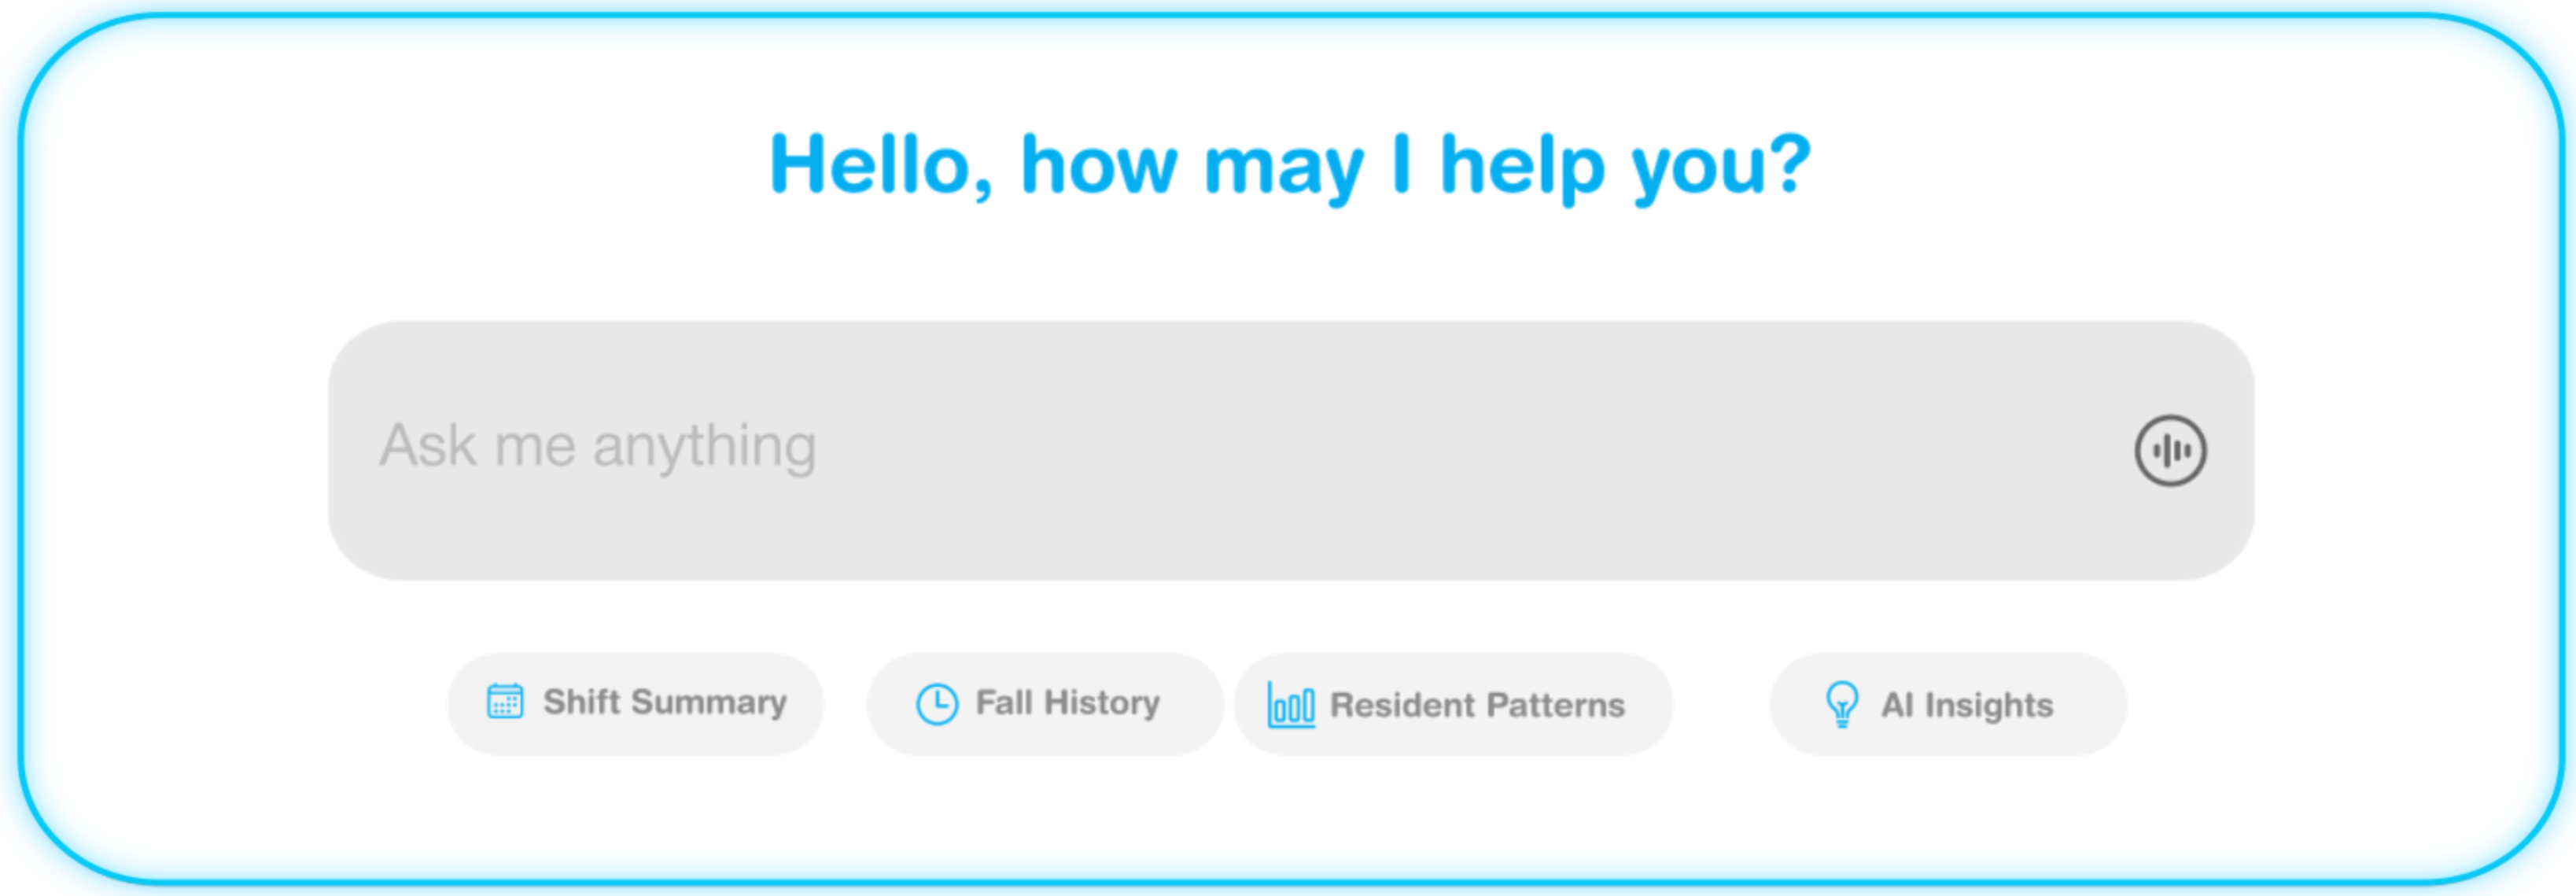 Hello, how may I help you?
Ask me anything
Shift Summary
Fall History
Resident Patterns
AI Insights